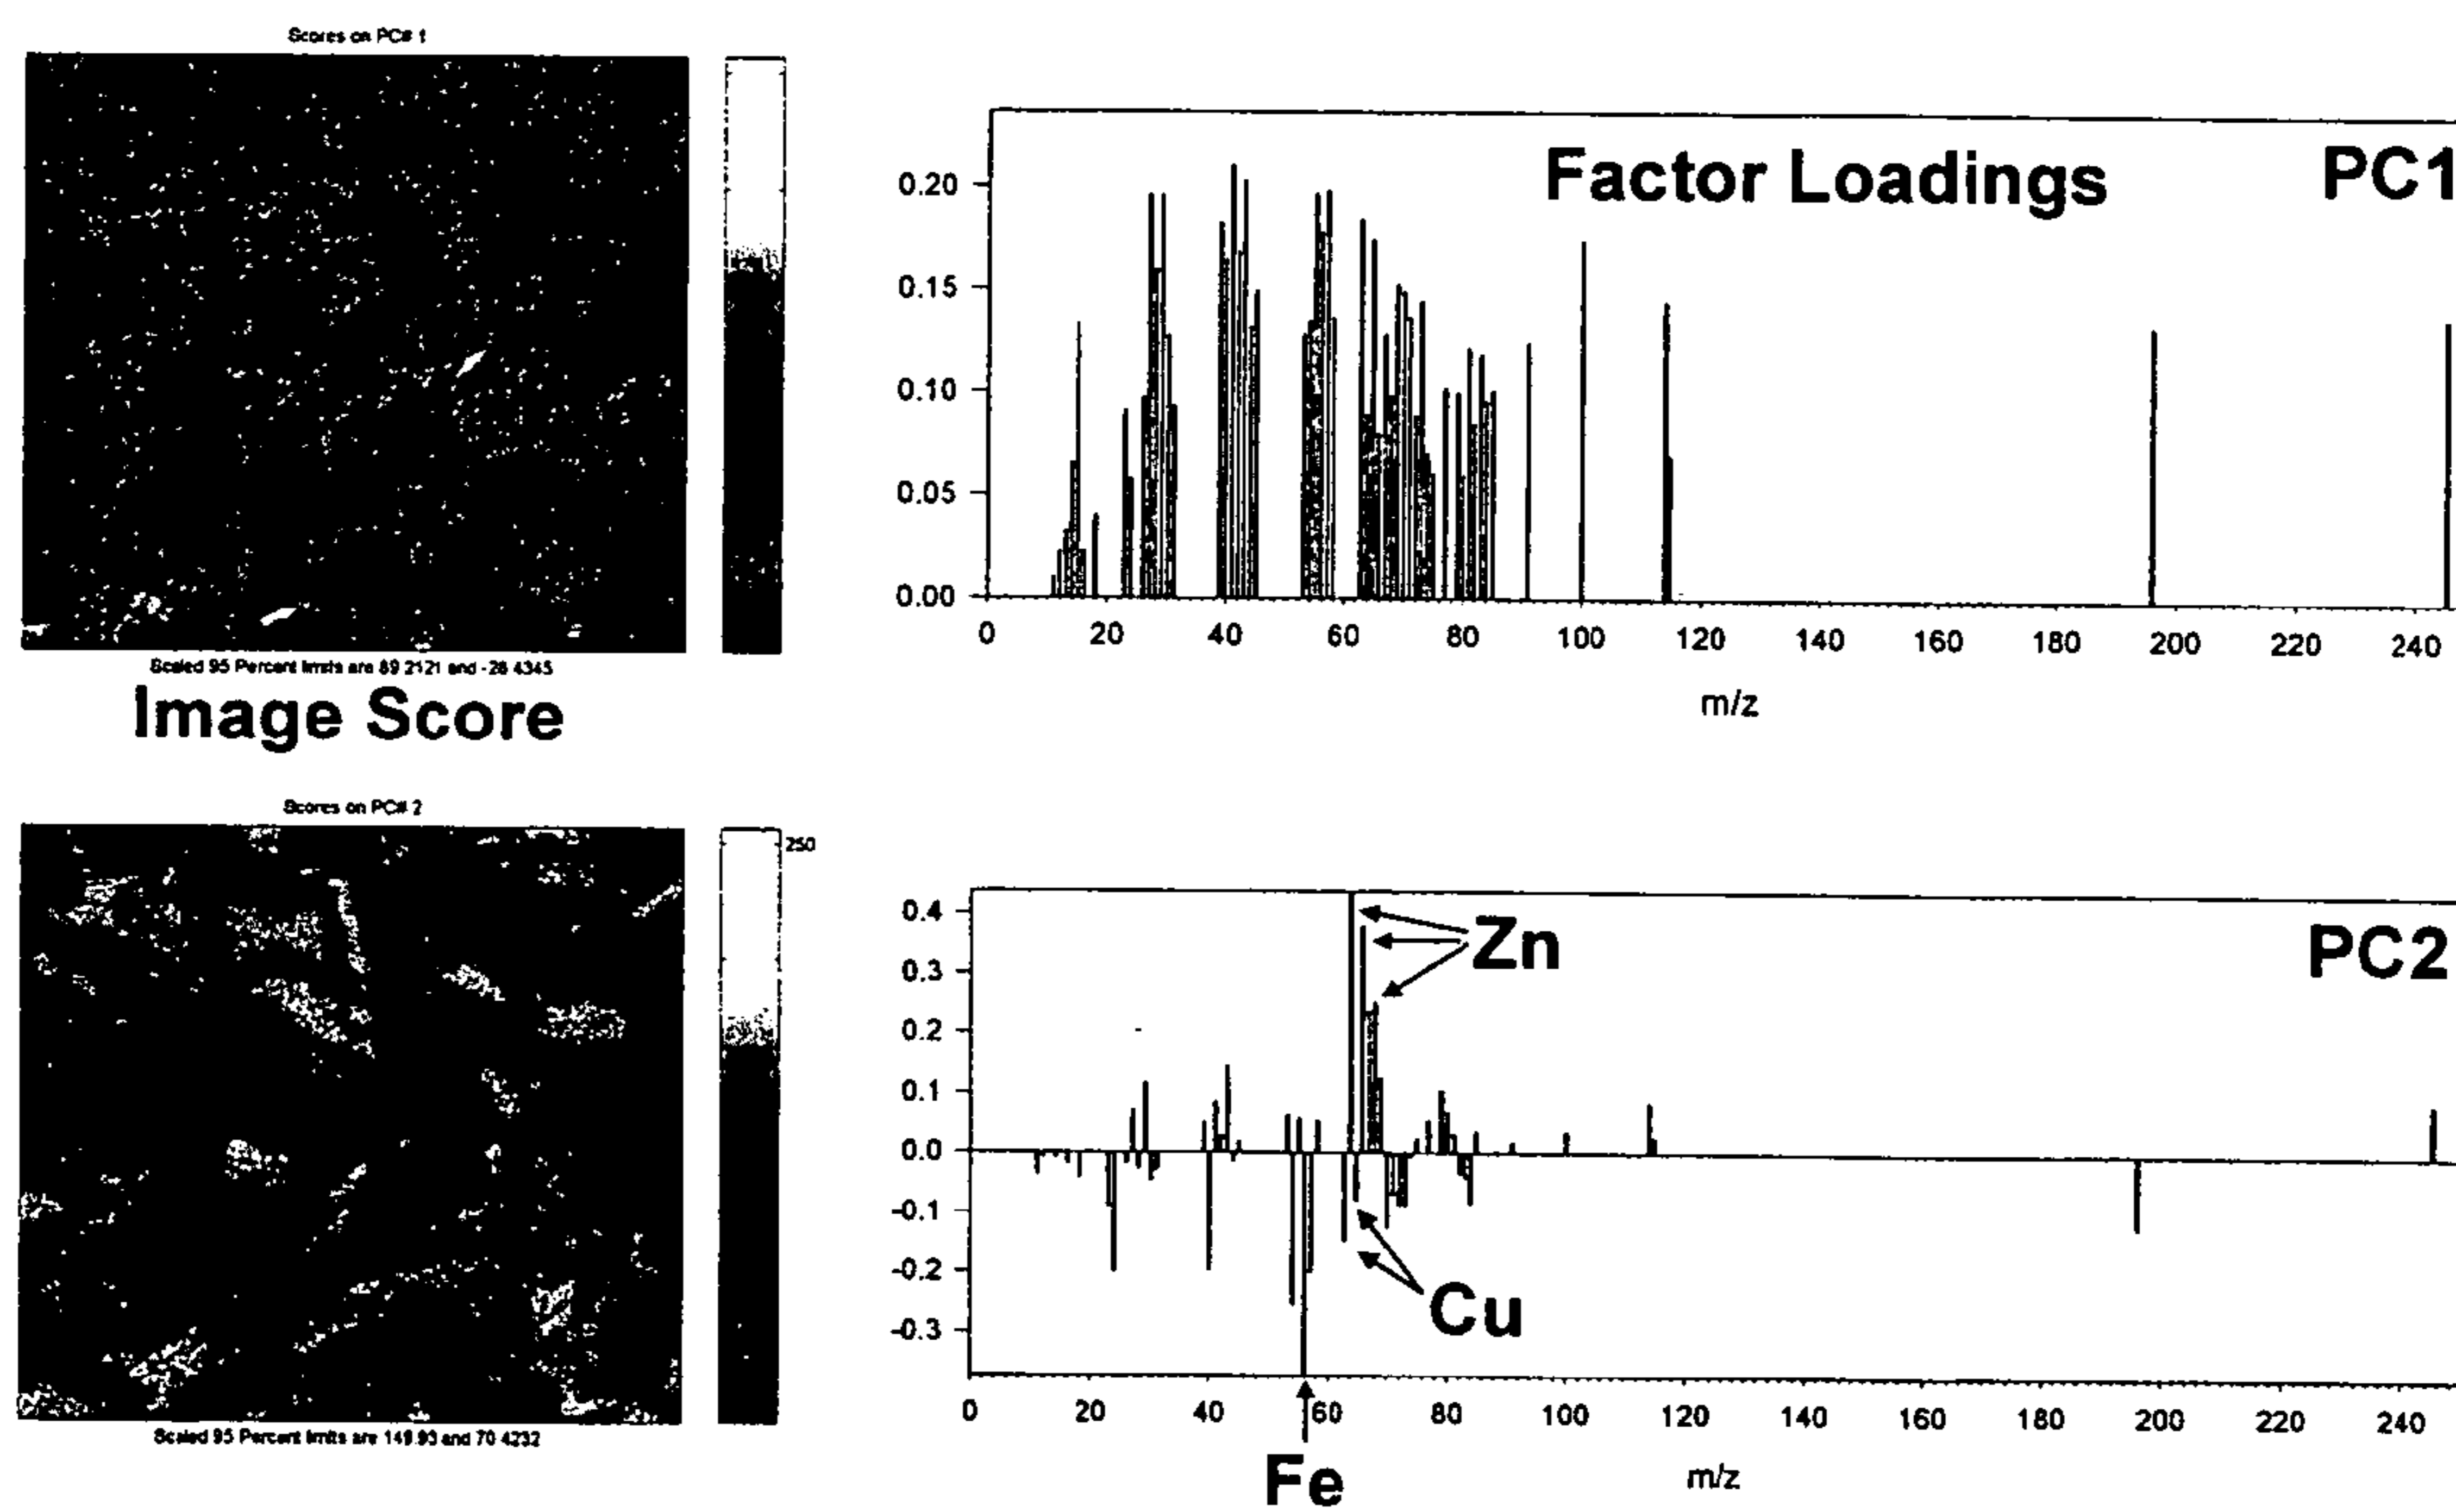 Scores on PC# 1
Scaled 95 Percent limits are 89 2121 and -28 4345
Image Score
Factor Loadings PC1
0.20
0.15
0.10
0.05
0.00
0 20 40 60 80 100 120 140 160 180 200 220 240
m/z
Scores on PC# 2
250
Scaled 95 Percent limits are 149.93 and 70 4232
PC2
0.4
0.3
0.2
0.1
0.0
-0.1
-0.2
-0.3
Zn
Cu
0 20 40 60 80 100 120 140 160 180 200 220 240
Fe
m/z